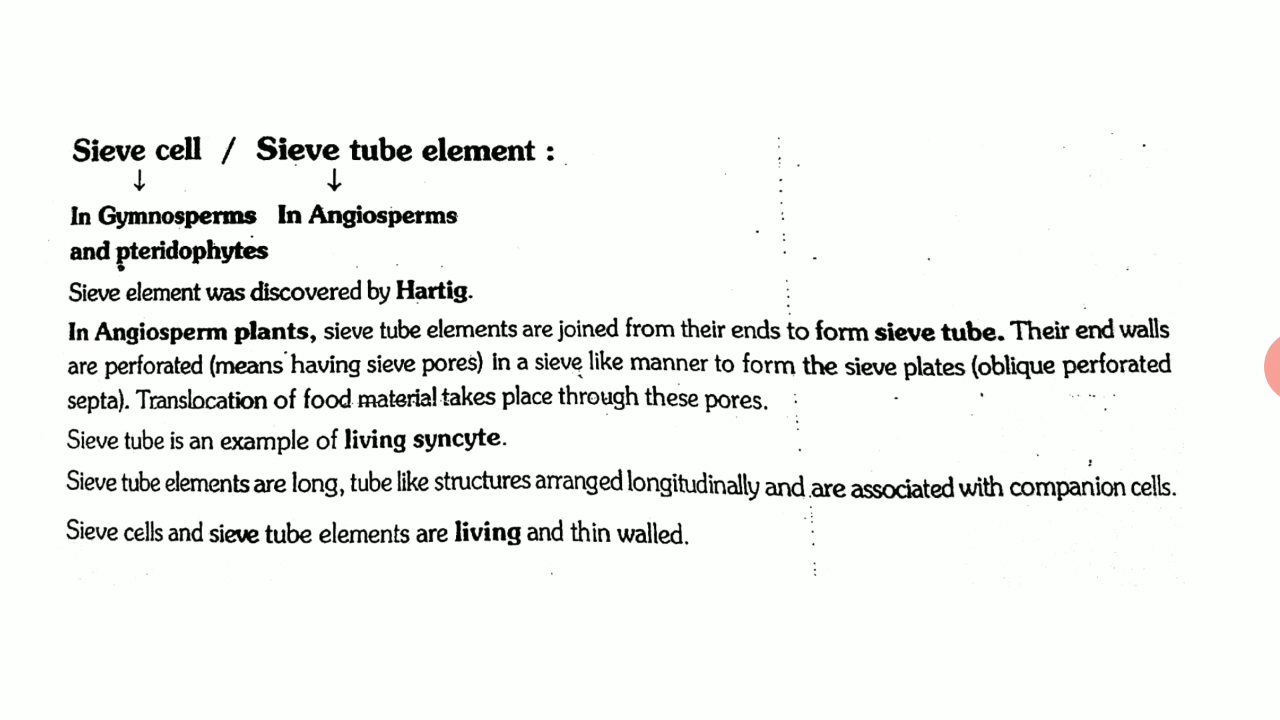 Sieve cell / Sieve tube element :
↓ ↓
In Gymnosperms In Angiosperms
and pteridophytes
Sieve element was discovered by Hartig.
In Angiosperm plants, sieve tube elements are joined from their ends to form sieve tube. Their end walls
are perforated (means having sieve pores) in a sieve like manner to form the sieve plates (oblique perforated
septa). Translocation of food material takes place through these pores.
Sieve tube is an example of living syncyte.
Sieve tube elements are long, tube like structures arranged longitudinally and are associated with companion cells.
Sieve cells and sieve tube elements are living and thin walled.